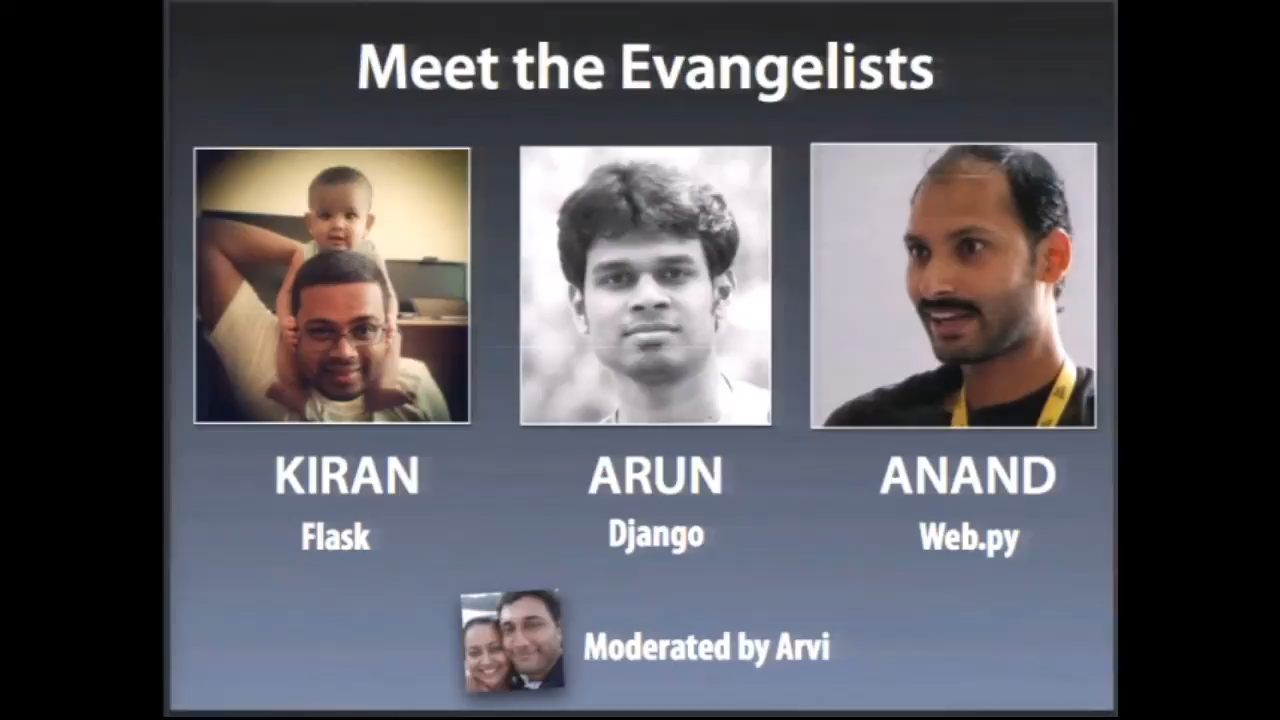 Meet the Evangelists
KIRAN
ARUN
ANAND
Flask
Django
Web.py
Moderated by Arvi